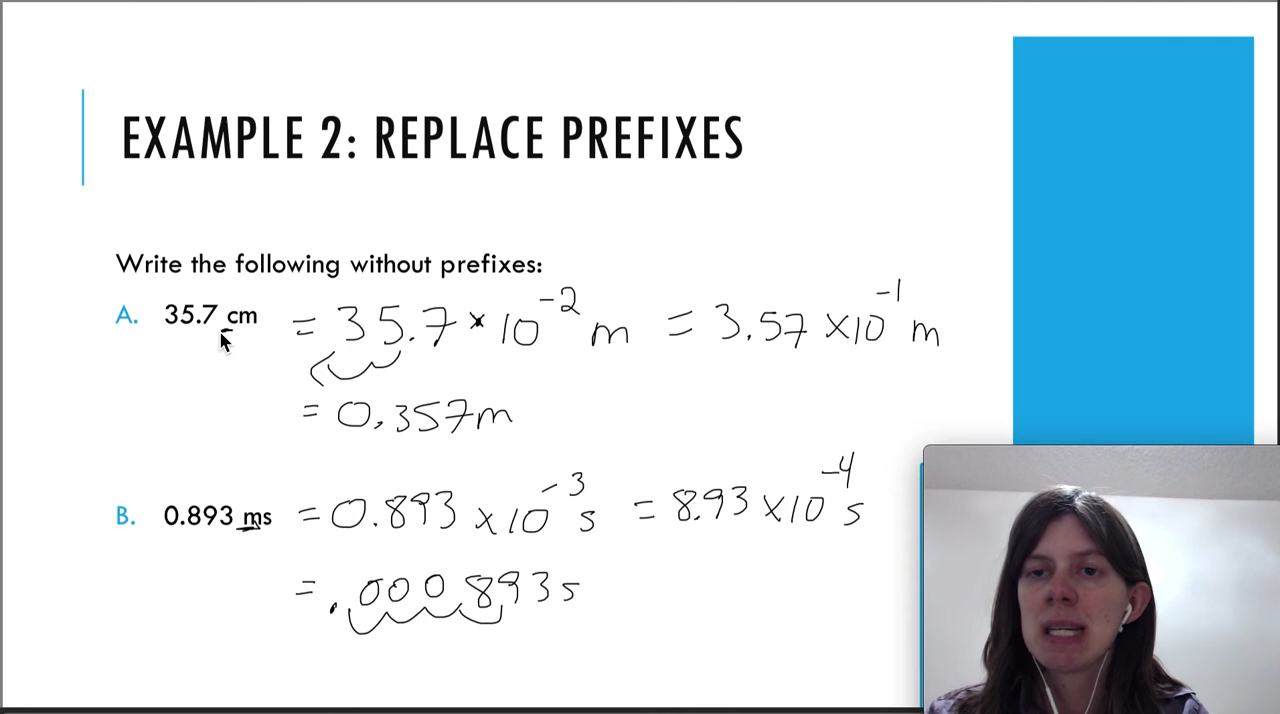 EXAMPLE 2: REPLACE PREFIXES
Write the following without prefixes:
A. 35.7 cm = 35.7 × 10⁻² m = 3.57 × 10⁻¹ m
= 0.357m
B. 0.893 ms = 0.893 × 10⁻³ s = 8.93 × 10⁻⁴ s
= .000893s